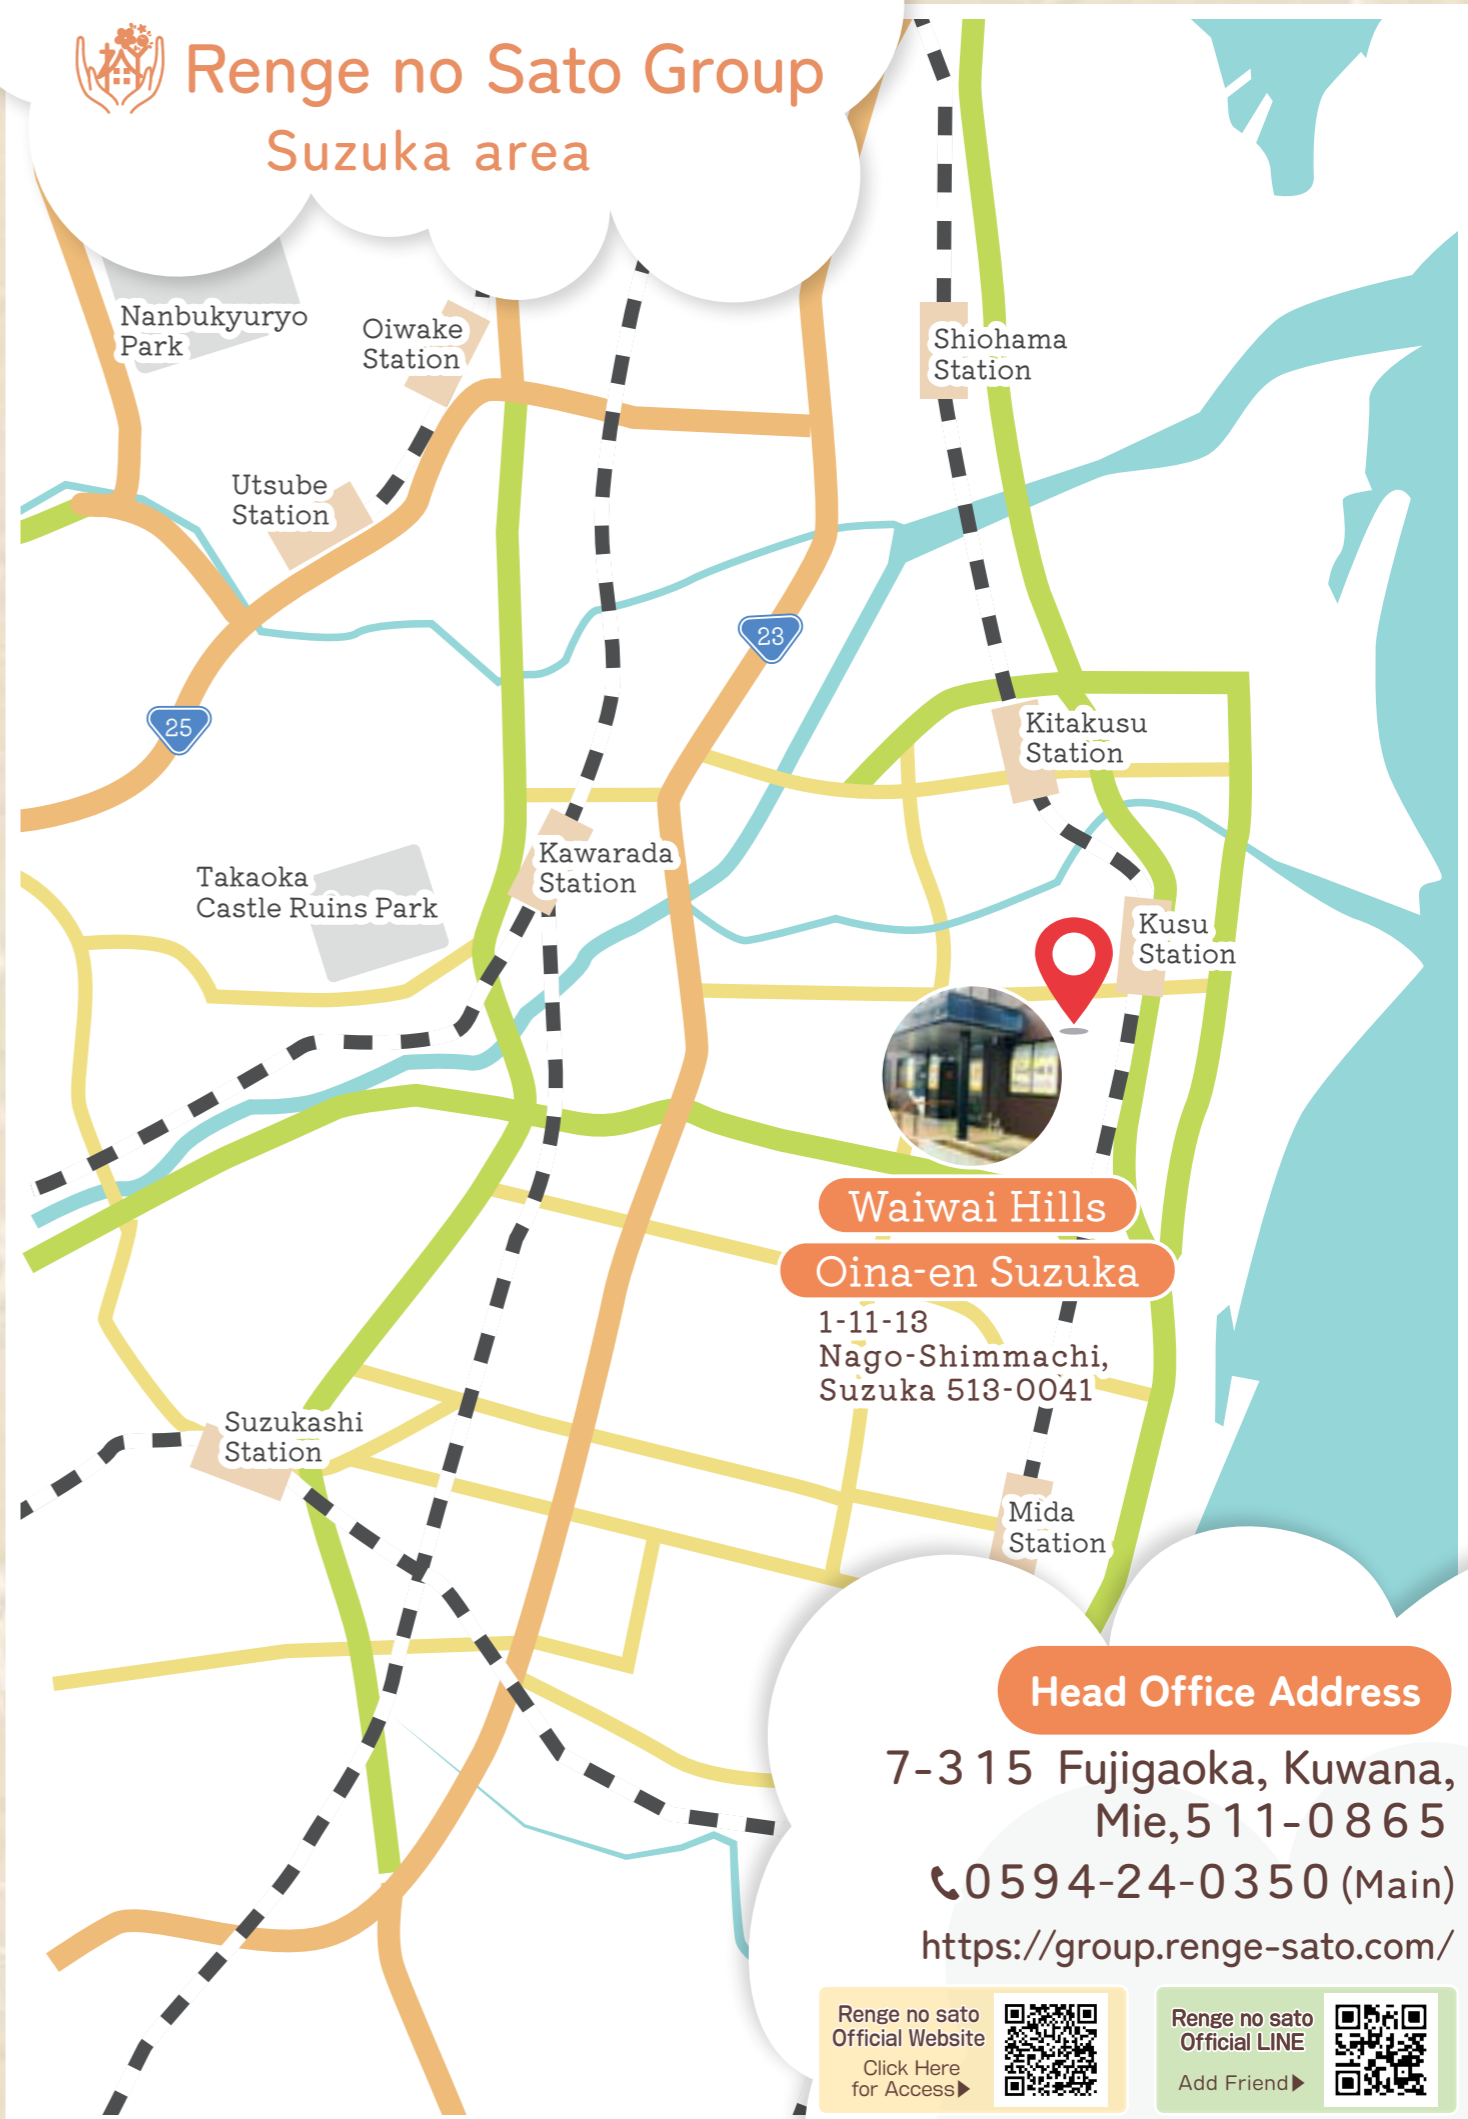 Renge no Sato Group
Suzuka area
Nanbukyuryo
Park
Oiwake
Station
Shiohama
Station
Utsube
Station
23
25
Kitakusu
Station
Kawarada
Station
Takaoka
Castle Ruins Park
Kusu
Station
Waiwai Hills
Oina-en Suzuka
1-11-13
Nago-Shimmachi,
Suzuka 513-0041
Suzukashi
Station
Mida
Station
Head Office Address
7-315 Fujigaoka, Kuwana,
Mie,511-0865
0594-24-0350 (Main)
https://group.renge-sato.com/
Renge no sato
Official Website
Click Here
for Access▶
Renge no sato
Official LINE
Add Friend▶